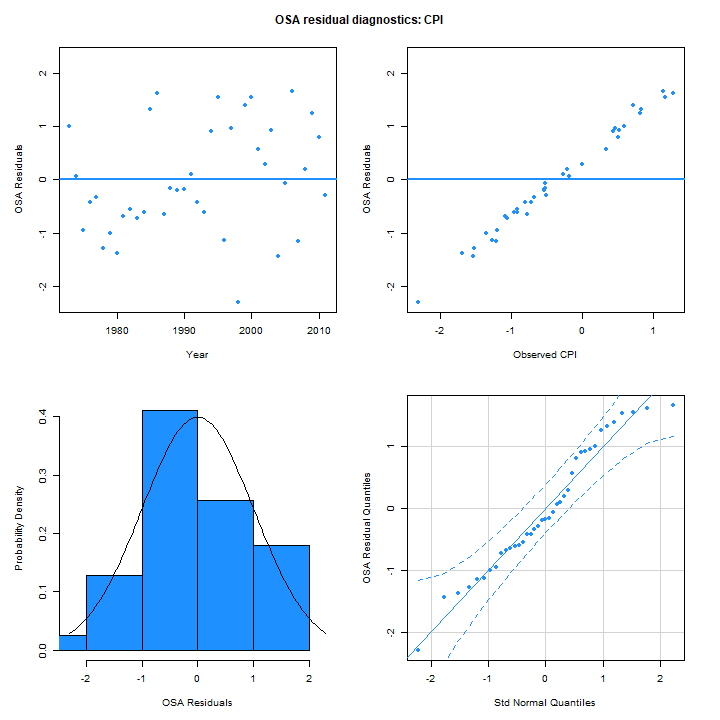 OSA residual diagnostics: CPI
OSA Residuals
2
1
0
-1
-2
1980 1990 2000 2010
Year
OSA Residuals
2
1
0
-1
-2
-2 -1 0 1
Observed CPI
Probability Density
0.4
0.3
0.2
0.1
0.0
-2 -1 0 1 2
OSA Residuals
OSA Residual Quantiles
1
0
-1
-2
-2 -1 0 1 2
Std Normal Quantiles